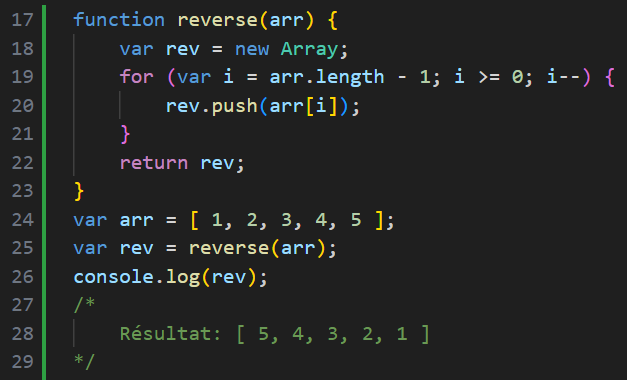 17 function reverse(arr) {
18     var rev = new Array;
19     for (var i = arr.length - 1; i >= 0; i--) {
20         rev.push(arr[i]);
21     }
22     return rev;
23 }
24 var arr = [ 1, 2, 3, 4, 5 ];
25 var rev = reverse(arr);
26 console.log(rev);
27 /*
28     Résultat: [ 5, 4, 3, 2, 1 ]
29 */